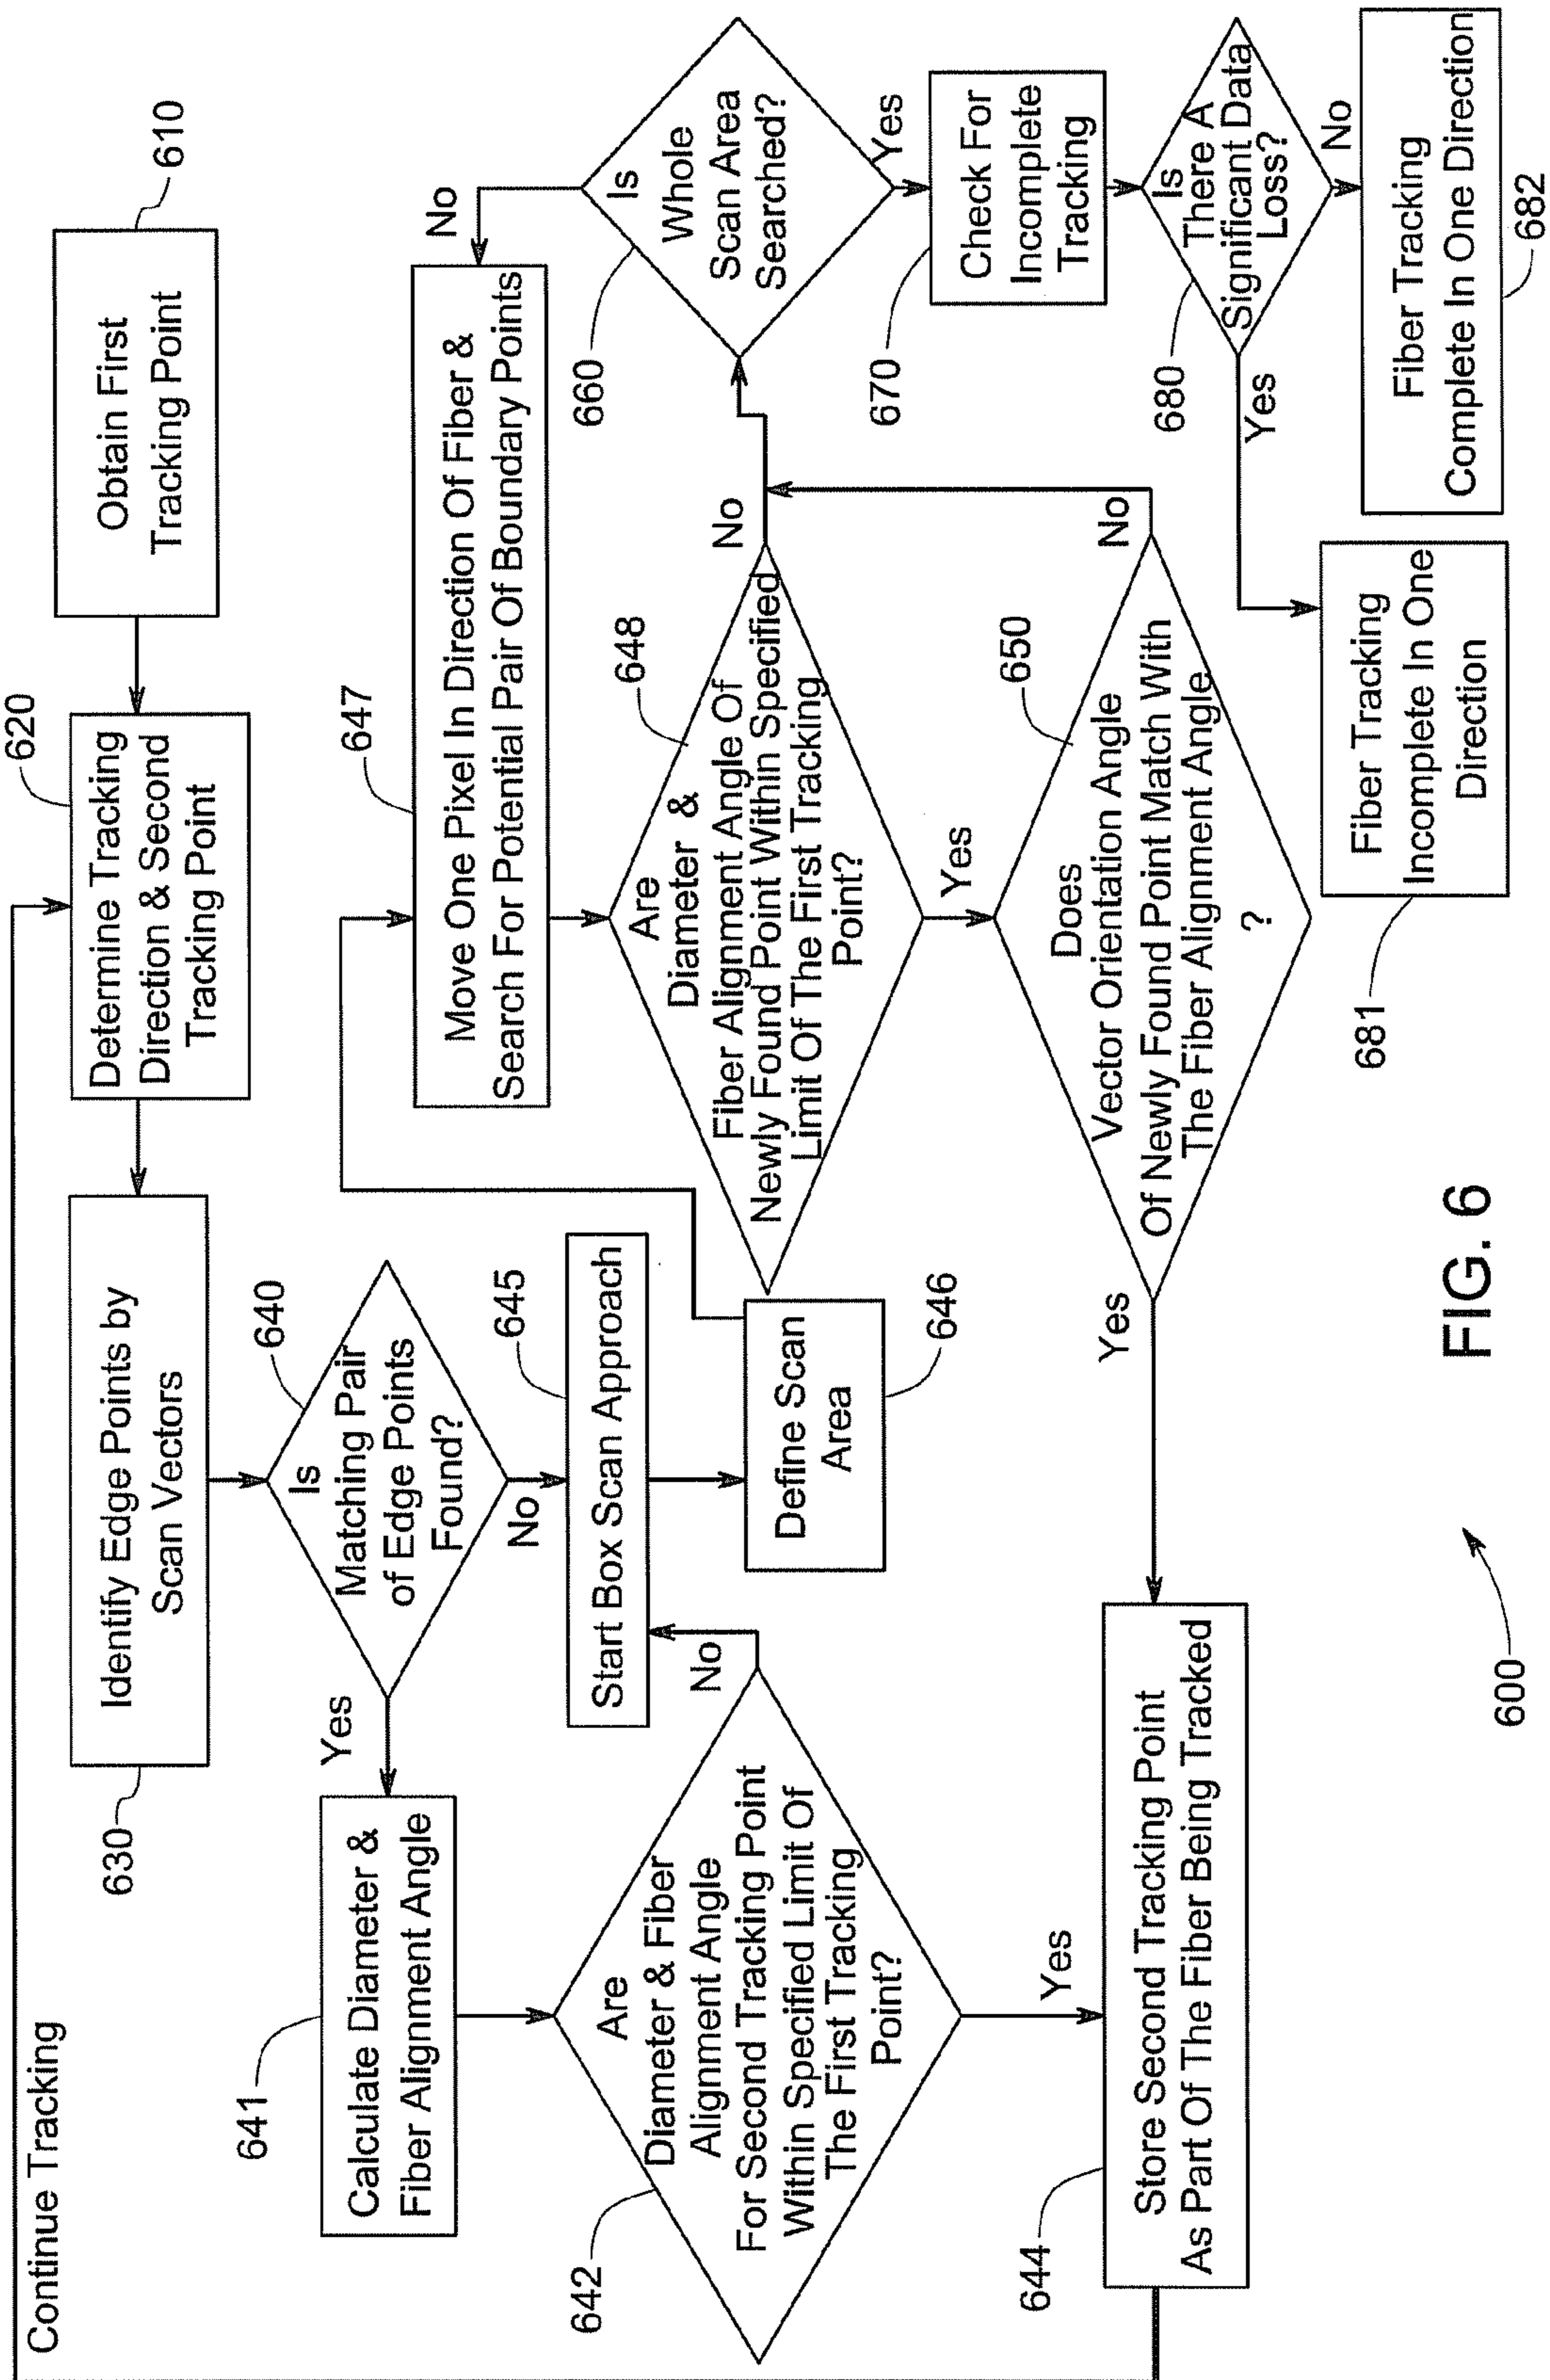 Continue Tracking
610
Obtain First
Tracking Point
620
Determine Tracking
Direction & Second
Tracking Point
630
Identify Edge Points by
Scan Vectors
640
Is
Matching Pair
of Edge Points
Found?
Yes
No
641
Calculate Diameter &
Fiber Alignment Angle
642
Are
Diameter & Fiber
Alignment Angle
For Second Tracking Point
Within Specified Limit Of
The First Tracking
Point?
No
Yes
644
Store Second Tracking Point
As Part Of The Fiber Being Tracked
645
Start Box Scan Approach
646
Define Scan
Area
647
Move One Pixel In Direction Of Fiber &
Search For Potential Pair Of Boundary Points
648
Are
Diameter &
Fiber Alignment Angle Of
Newly Found Point Within Specified
Limit Of The First Tracking
Point?
No
Yes
650
Does
Vector Orientation Angle
Of Newly Found Point Match With
The Fiber Alignment Angle
?
Yes
No
660
Is
Whole
Scan Area
Searched?
No
Yes
670
Check For
Incomplete
Tracking
680
Is
There A
Significant Data
Loss?
Yes
No
681
Fiber Tracking
Incomplete In One
Direction
682
Fiber Tracking
Complete In One Direction
600
FIG. 6